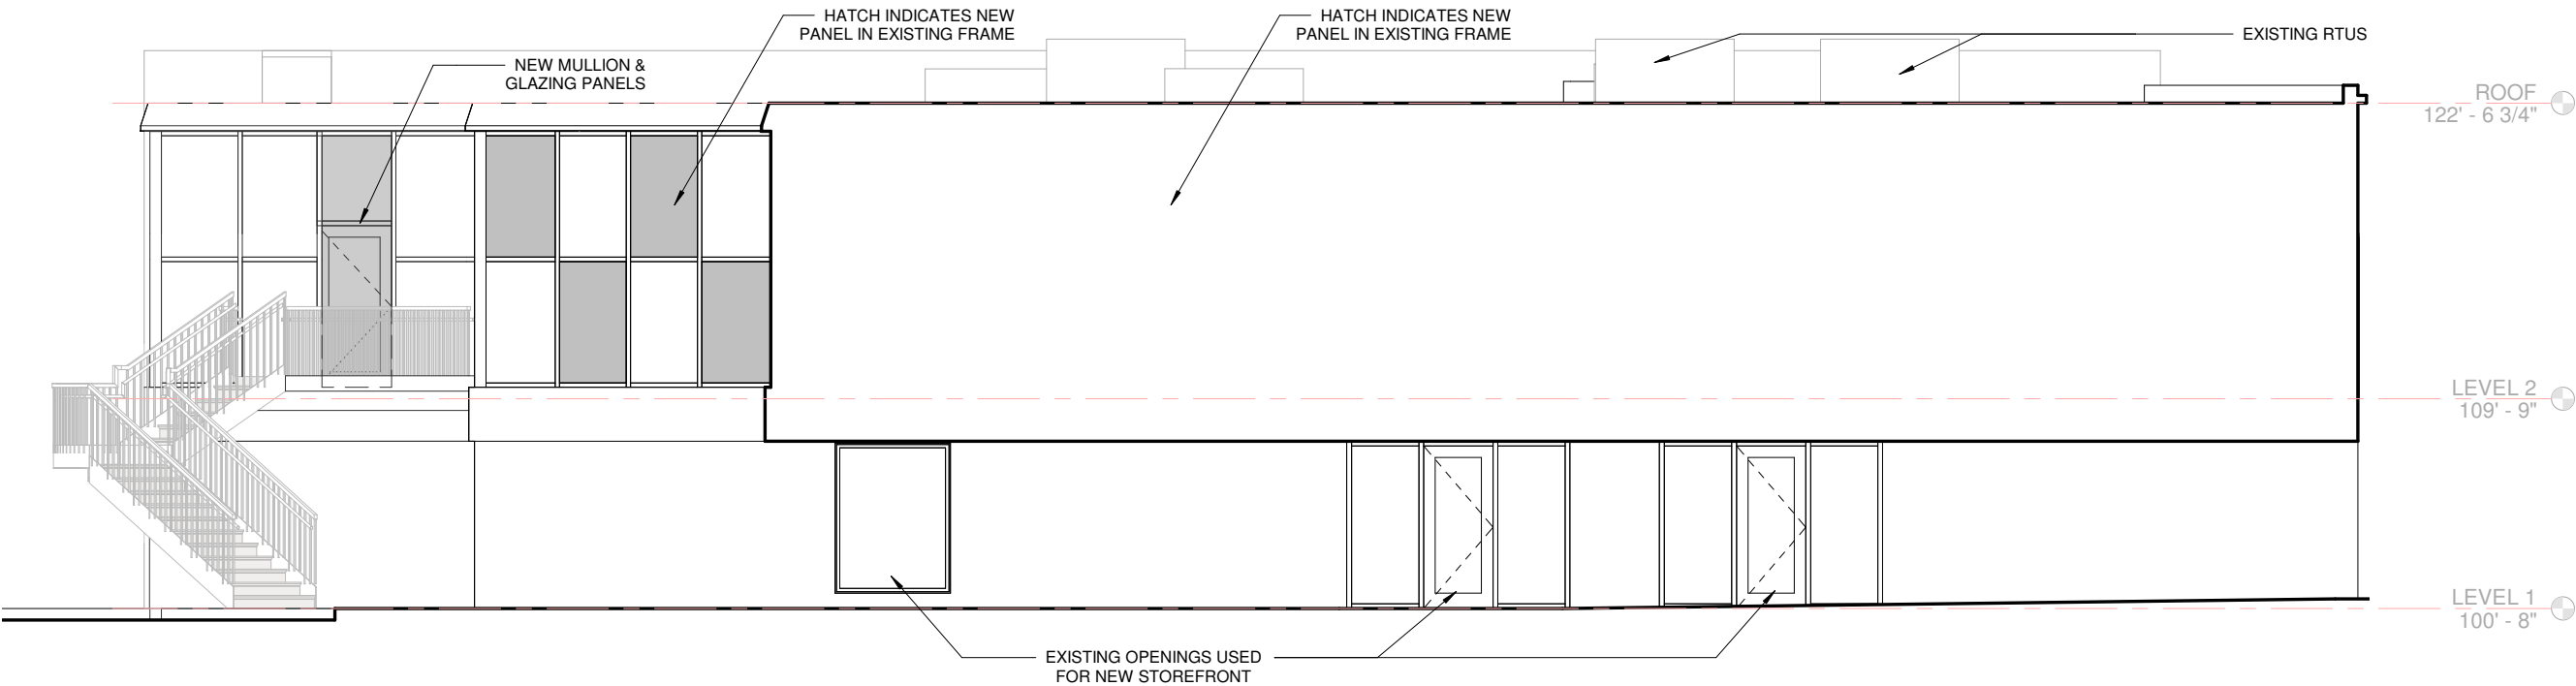 HATCH INDICATES NEW
PANEL IN EXISTING FRAME
HATCH INDICATES NEW
PANEL IN EXISTING FRAME
EXISTING RTUS
NEW MULLION &
GLAZING PANELS
ROOF
122' - 6 3/4"
LEVEL 2
109' - 9"
LEVEL 1
100' - 8"
EXISTING OPENINGS USED
FOR NEW STOREFRONT